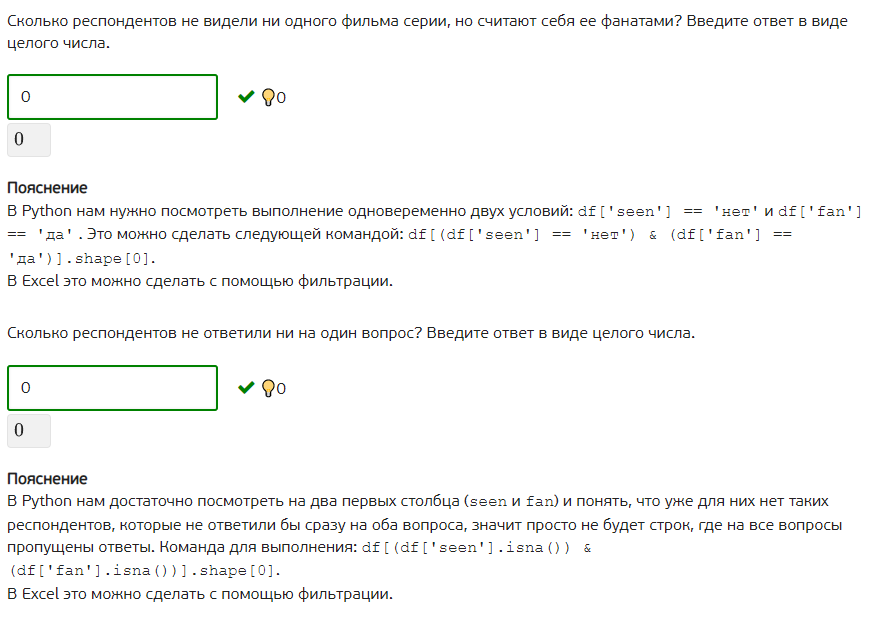 Сколько респондентов не видели ни одного фильма серии, но считают себя ее фанатами? Введите ответ в виде
целого числа.
0
0
0
Пояснение
В Python нам нужно посмотреть выполнение одновеременно двух условий: df['seen'] == 'нет' и df['fan']
== 'да' . Это можно сделать следующей командой: df[(df['seen'] == 'нет') & (df['fan'] ==
'да')].shape[0].
В Excel это можно сделать с помощью фильтрации.
Сколько респондентов не ответили ни на один вопрос? Введите ответ в виде целого числа.
0
0
0
Пояснение
В Python нам достаточно посмотреть на два первых столбца (seen и fan) и понять, что уже для них нет таких
респондентов, которые не ответили бы сразу на оба вопроса, значит просто не будет строк, где на все вопросы
пропущены ответы. Команда для выполнения: df[(df['seen'].isna()) &
(df['fan'].isna())].shape[0].
В Excel это можно сделать с помощью фильтрации.